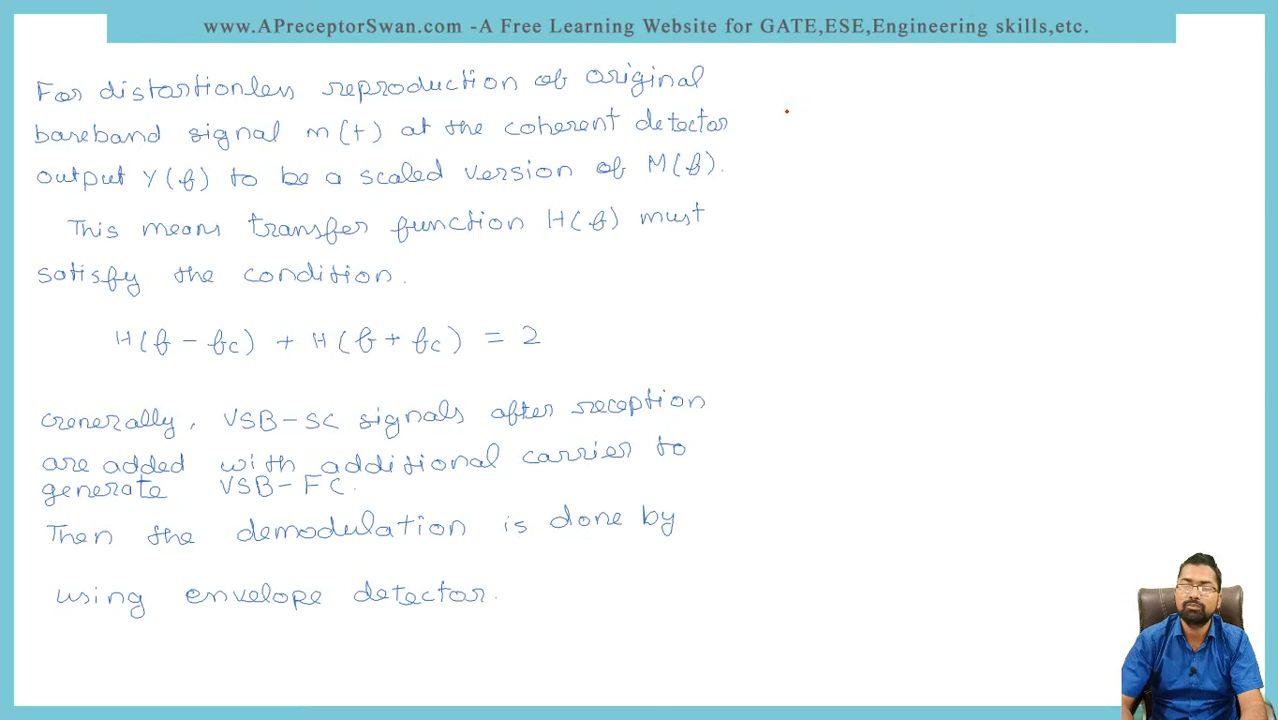 www.APreceptorSwan.com -A Free Learning Website for GATE,ESE,Engineering skills,etc.
For distortionless reproduction of original
baseband signal m(t) at the coherent detector
output Y(f) to be a scaled version of M(f).
This means transfer function H(f) must
satisfy the condition.
H(f - fc) + H(f + fc) = 2
Generally, VSB-SC signals after reception
are added with additional carrier to
generate VSB-FC.
Then the demodulation is done by
using envelope detector.